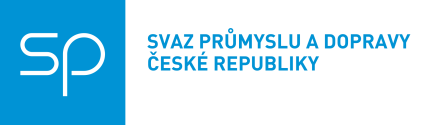 sp
SVAZ PRŮMYSLU A DOPRAVY
ČESKÉ REPUBLIKY